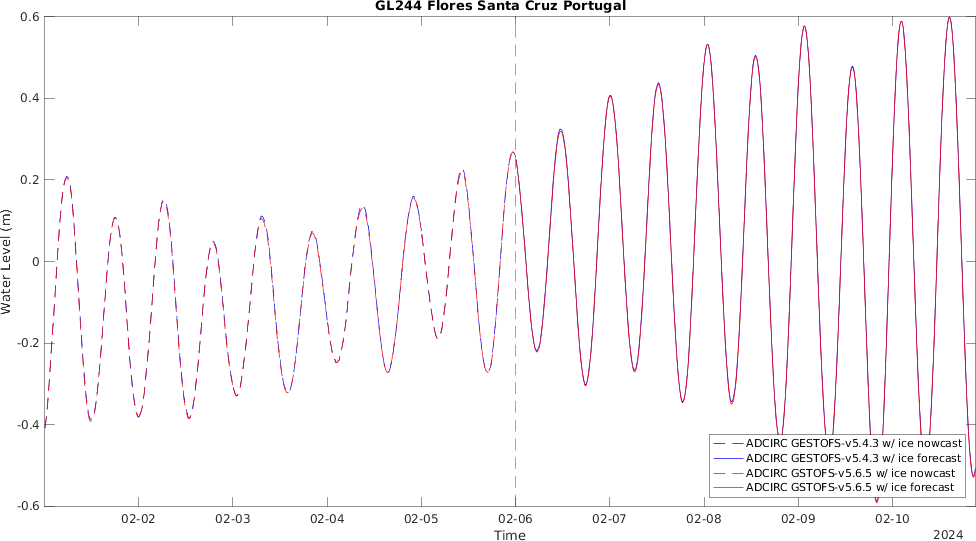 GL244 Flores Santa Cruz Portugal
0.6
0.4
0.2
0
-0.2
-0.4
-0.6
Water Level (m)
02-02 02-03 02-04 02-05 02-06 02-07 02-08 02-09 02-10
Time
2024
ADCIRC GESTOFS-v5.4.3 w/ ice nowcast
ADCIRC GESTOFS-v5.4.3 w/ ice forecast
ADCIRC GSTOFS-v5.6.5 w/ ice nowcast
ADCIRC GSTOFS-v5.6.5 w/ ice forecast